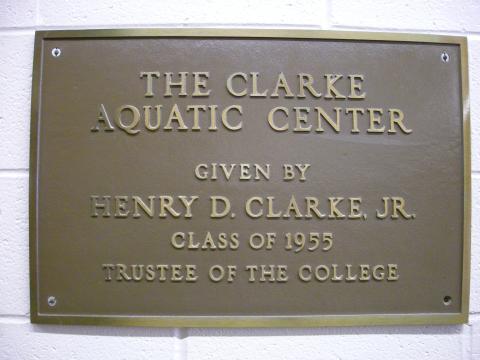 THE CLARKE
AQUATIC CENTER
GIVEN BY
HENRY D. CLARKE, JR.
CLASS OF 1955
TRUSTEE OF THE COLLEGE